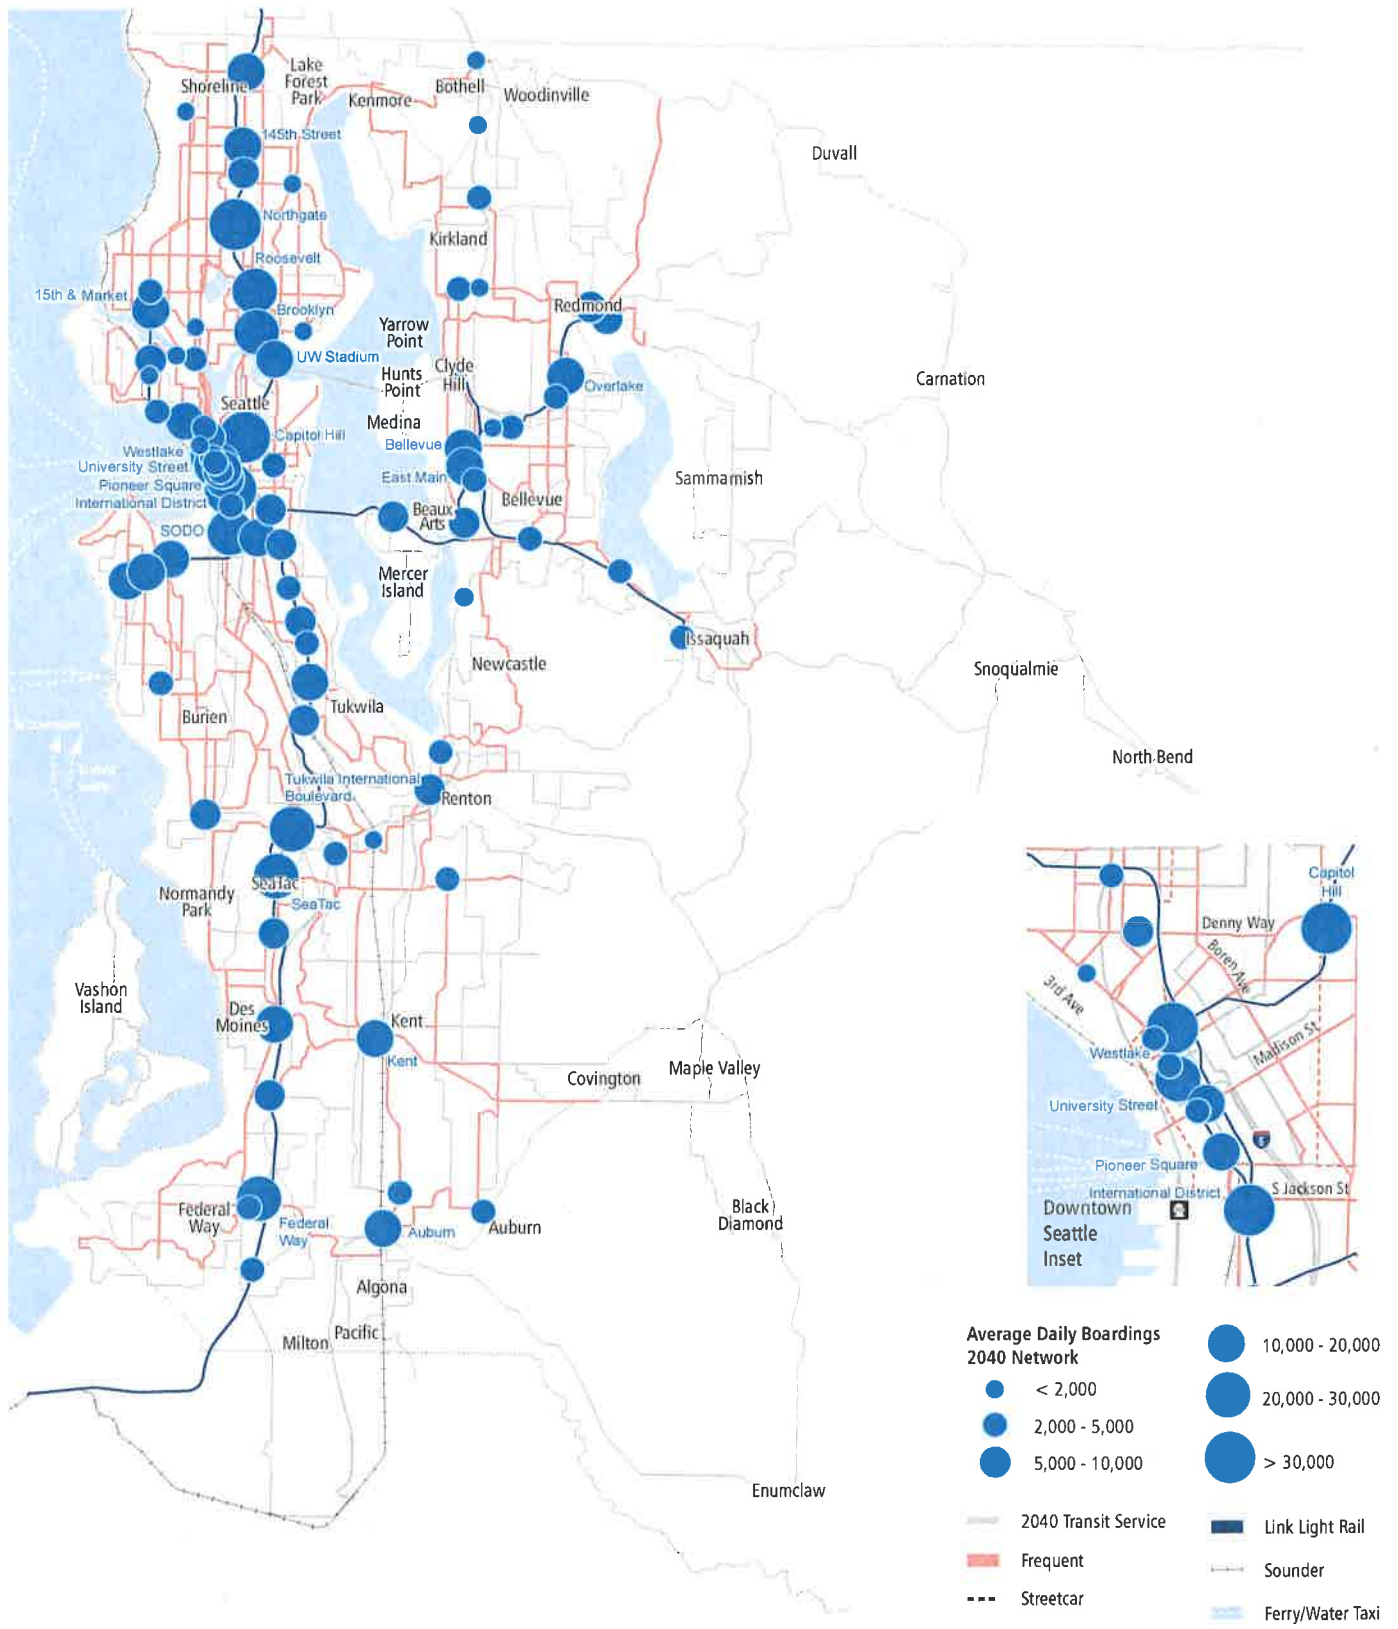 Lake
Forest
Park
Shoreline
Kenmore
Bothell
Woodinville
145th Street
Duvall
Northgate
Kirkland
Roosevelt
15th & Market
Brooklyn
Redmond
Yarrow
Point
UW Stadium
Clyde
Hill
Hunts
Point
Carnation
Overlake
Seattle
Medina
Capitol Hill
Bellevue
Westlake
University Street
East Main
Sammamish
Pioneer Square
International District
Bellevue
Beaux
Arts
SODO
Mercer
Island
Issaquah
Newcastle
Snoqualmie
Tukwila
Burien
North Bend
Tukwila International
Boulevard
Renton
SeaTac
Normandy
Park
SeaTac
Vashon
Island
Des
Moines
Kent
Kent
Covington
Maple Valley
Federal
Way
Federal
Way
Auburn
Auburn
Black
Diamond
Algona
Pacific
Milton
Enumclaw
Capitol
Hill
Denny Way
Boren Ave
3rd Ave
Madison St
Westlake
University Street
5
Pioneer Square
International District
S Jackson St
Downtown
Seattle
Inset
Average Daily Boardings
2040 Network
< 2,000
2,000 - 5,000
5,000 - 10,000
10,000 - 20,000
20,000 - 30,000
> 30,000
2040 Transit Service
Frequent
Streetcar
Link Light Rail
Sounder
Ferry/Water Taxi